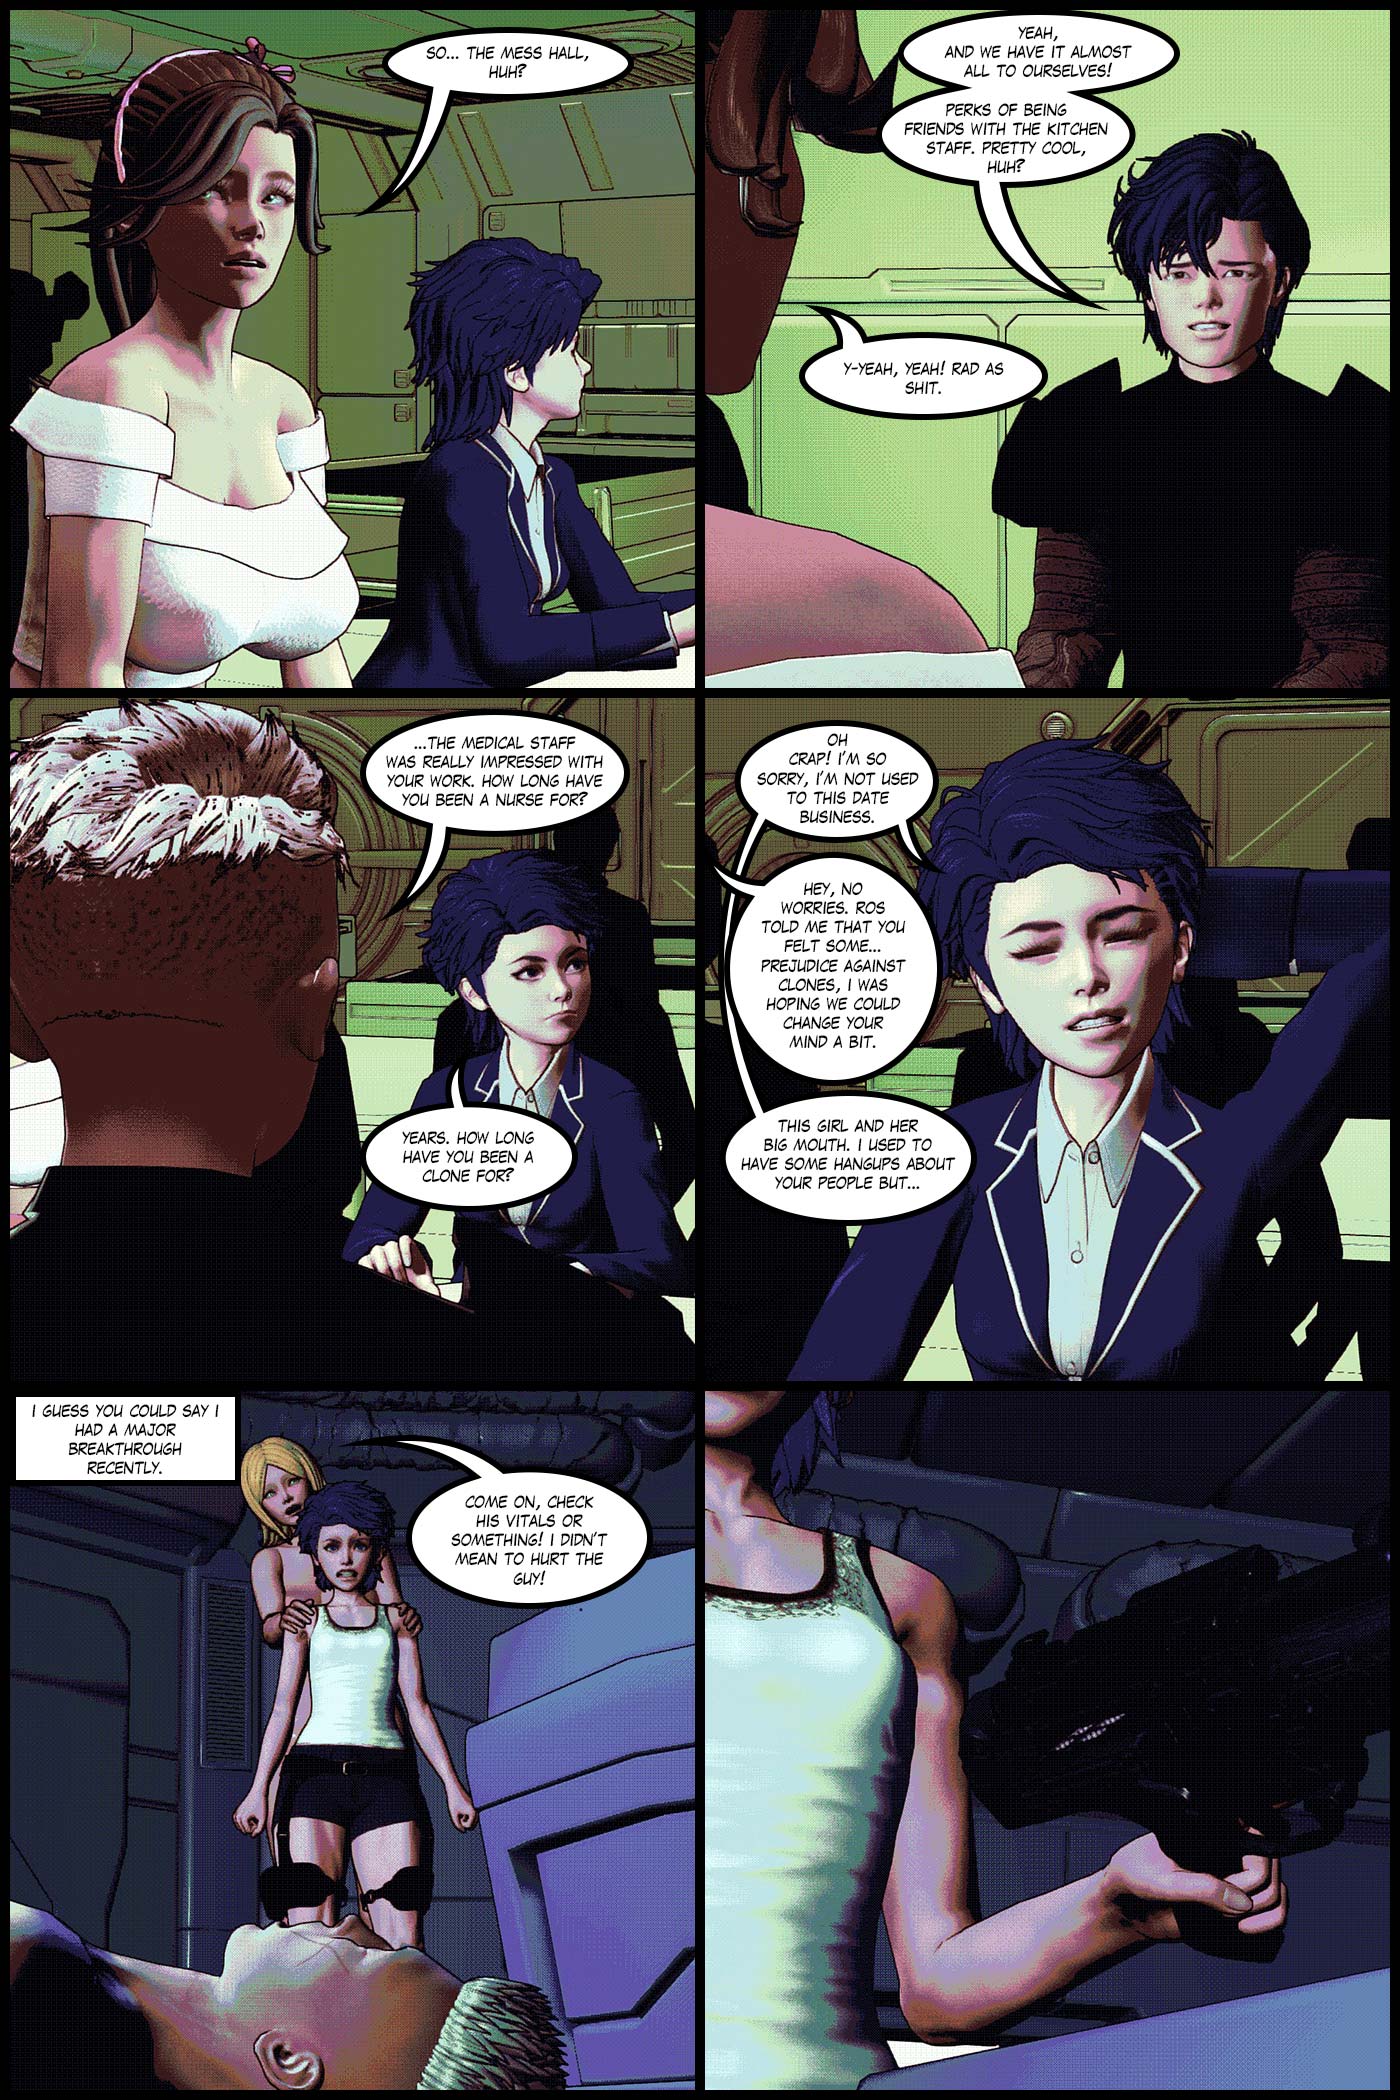 SO... THE MESS HALL,
HUH?
YEAH,
AND WE HAVE IT ALMOST
ALL TO OURSELVES!
PERKS OF BEING
FRIENDS WITH THE KITCHEN
STAFF. PRETTY COOL,
HUH?
Y-YEAH, YEAH! RAD AS
SHIT.
...THE MEDICAL STAFF
WAS REALLY IMPRESSED WITH
YOUR WORK. HOW LONG HAVE
YOU BEEN A NURSE FOR?
YEARS. HOW LONG
HAVE YOU BEEN A
CLONE FOR?
OH
CRAP! I'M SO
SORRY, I'M NOT USED
TO THIS DATE
BUSINESS.
HEY, NO
WORRIES. ROS
TOLD ME THAT YOU
FELT SOME...
PREJUDICE AGAINST
CLONES, I WAS
HOPING WE COULD
CHANGE YOUR
MIND A BIT.
THIS GIRL AND HER
BIG MOUTH. I USED TO
HAVE SOME HANGUPS ABOUT
YOUR PEOPLE BUT...
I GUESS YOU COULD SAY I
HAD A MAJOR
BREAKTHROUGH
RECENTLY.
COME ON, CHECK
HIS VITALS OR
SOMETHING! I DIDN'T
MEAN TO HURT THE
GUY!